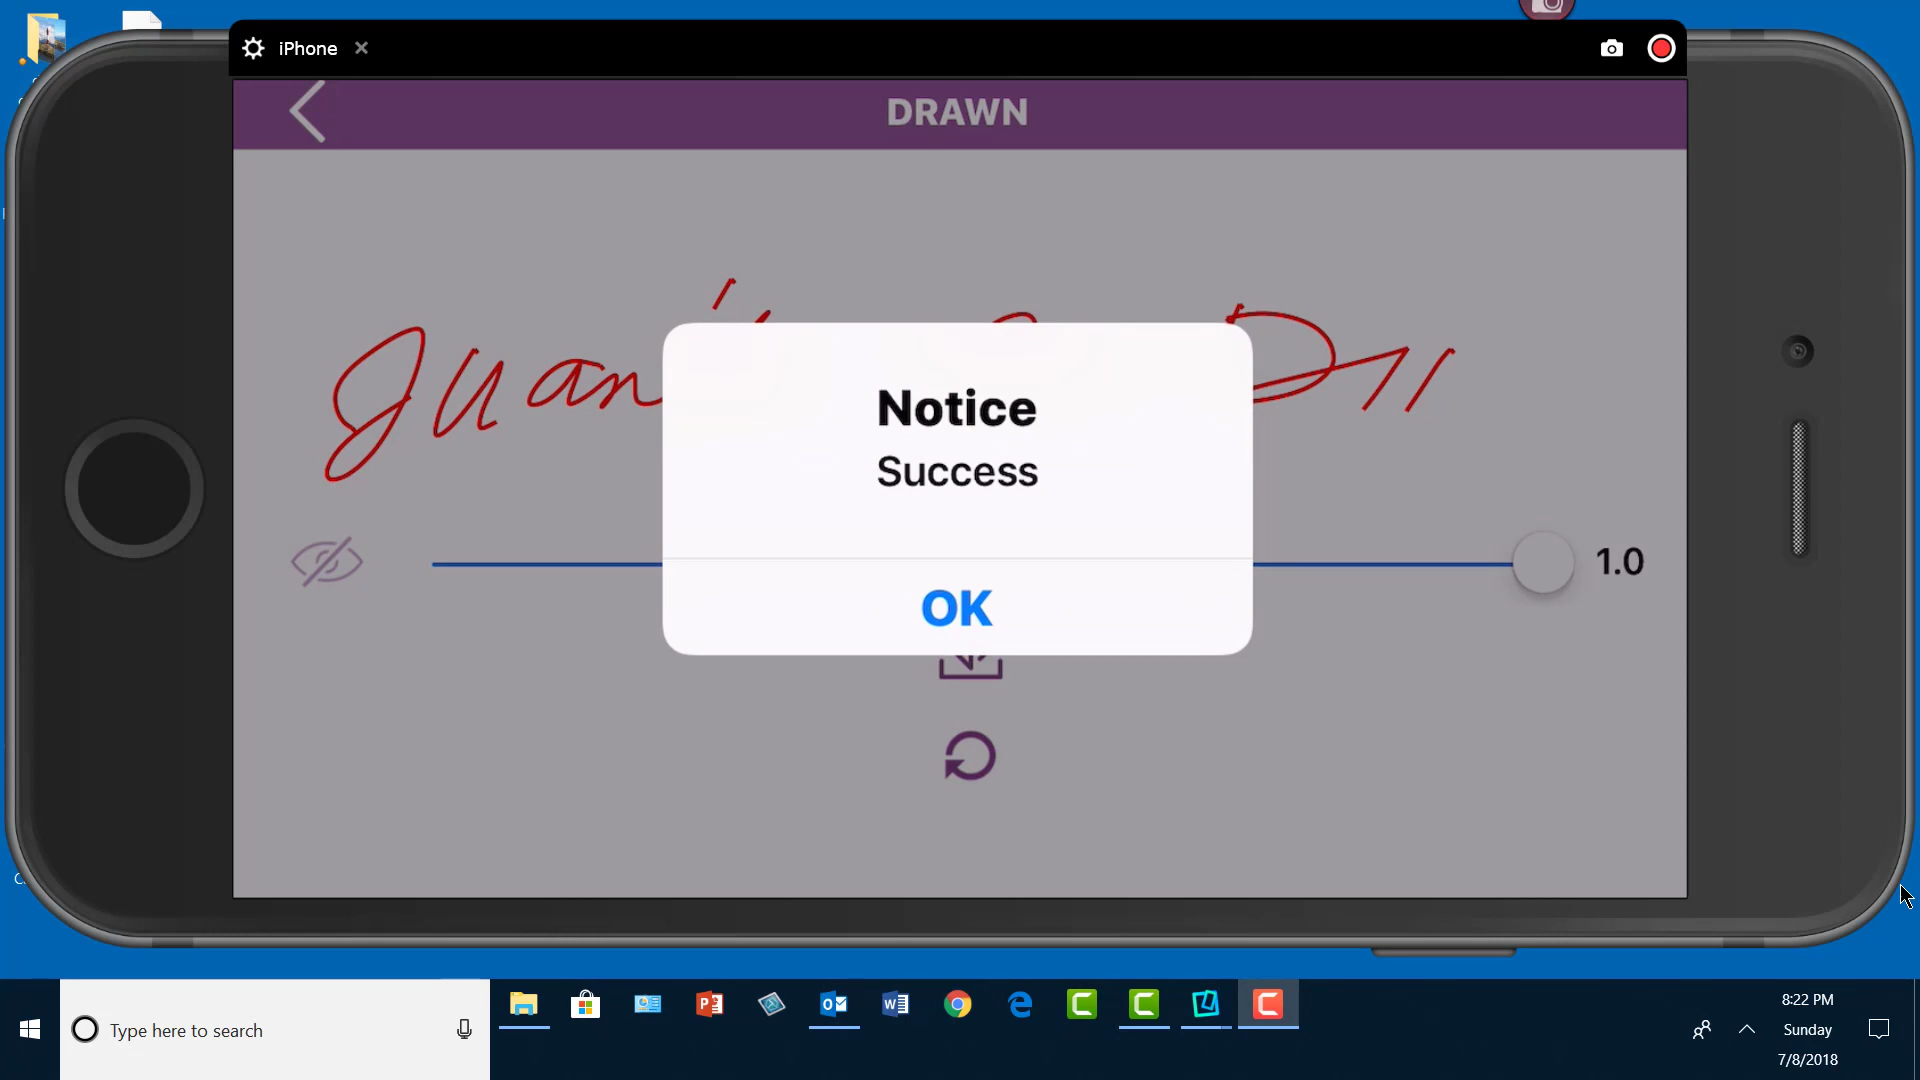 iPhone
DRAWN
Notice
Success
OK
1.0
Type here to search
8:22 PM
Sunday
7/8/2018